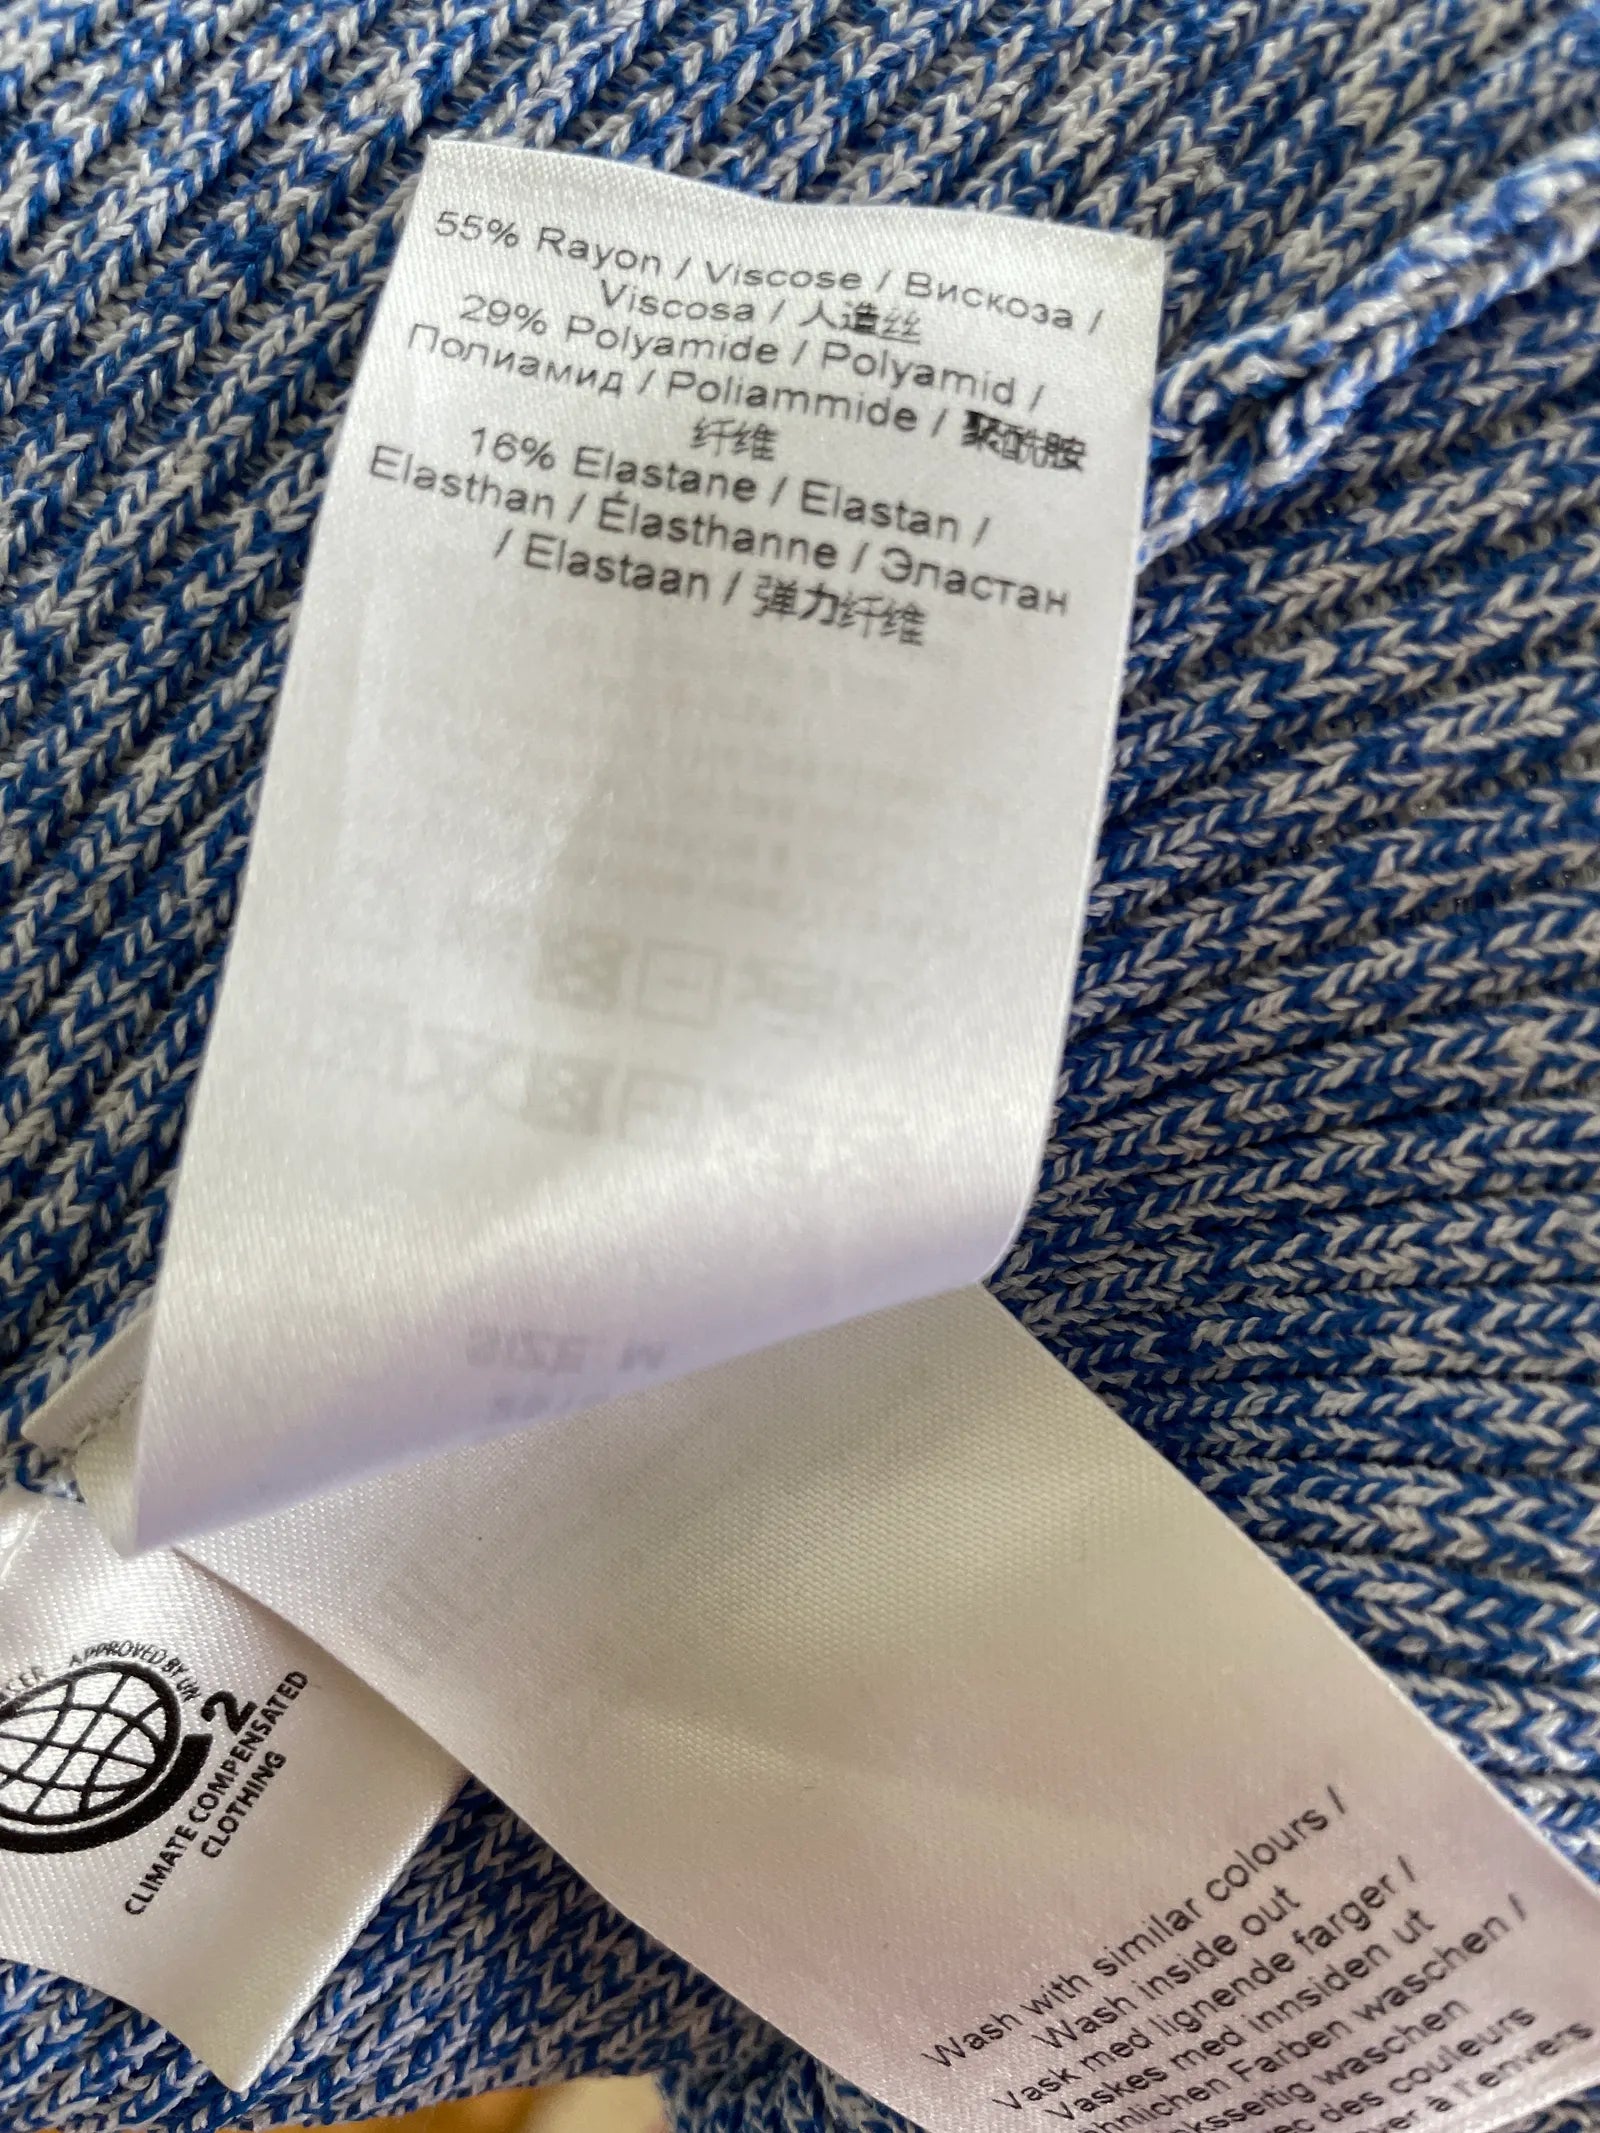 55% Rayon / Viscose / Вискоза /
Viscosa / 人造丝
29% Polyamide / Polyamid /
Полиамид / Poliammide / 聚酰胺
纤维
16% Elastane / Elastan /
Elasthan / Élasthanne / Эластан
/ Elastaan / 弹力纤维
SIZE M
APPROVED BY UN
2
CLIMATE COMPENSATED
CLOTHING
Wash with similar colours /
Wash inside out
Vask med lignende farger /
Vaskes med innsiden ut
Farben waschen /
waschen
des couleurs
à l'envers